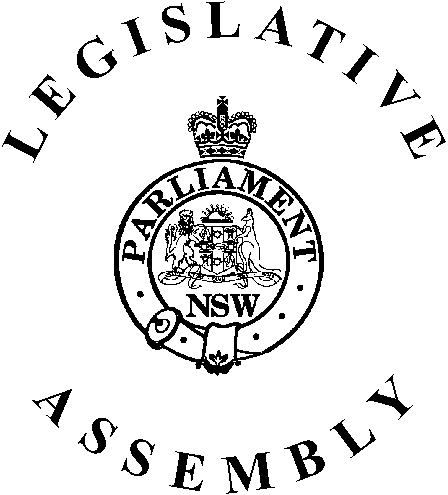 LEGISLATIVE
PARLIAMENT
NSW
ASSEMBLY